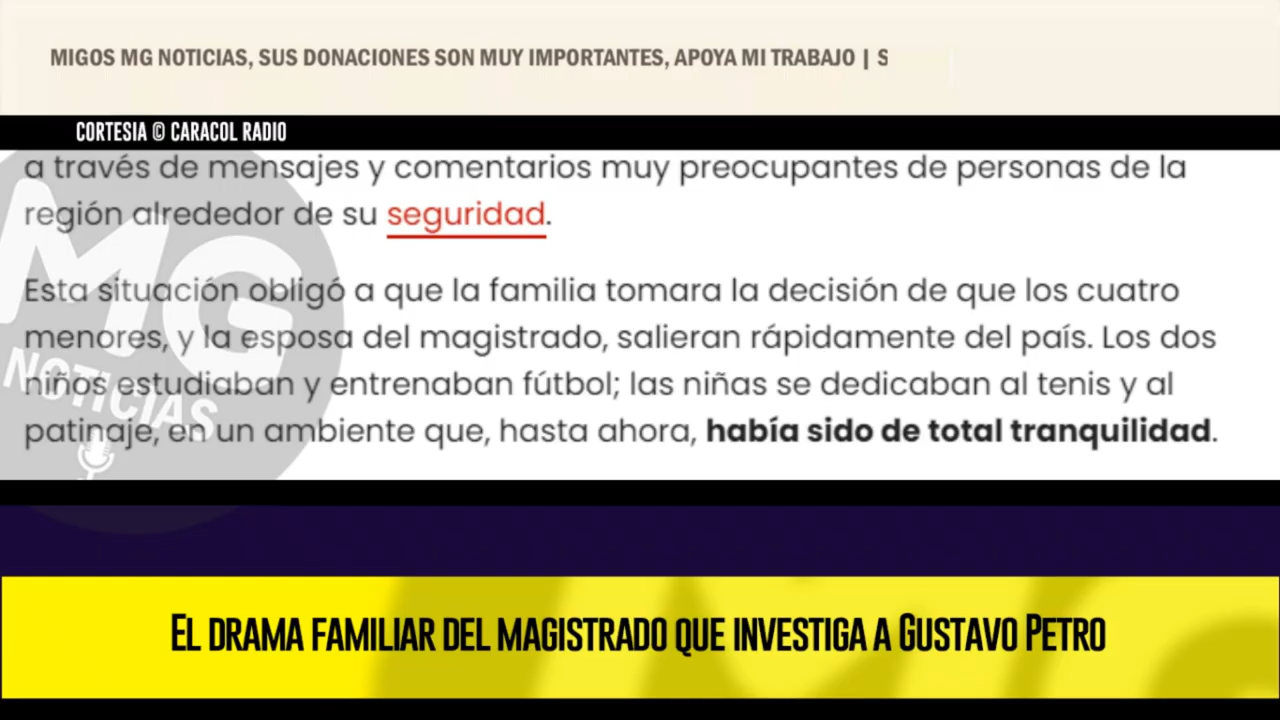 MIGOS MG NOTICIAS, SUS DONACIONES SON MUY IMPORTANTES, APOYA MI TRABAJO | S
CORTESIA © CARACOL RADIO
a través de mensajes y comentarios muy preocupantes de personas de la
región alrededor de su seguridad.
Esta situación obligó a que la familia tomara la decisión de que los cuatro
menores, y la esposa del magistrado, salieran rápidamente del país. Los dos
niños estudiaban y entrenaban fútbol; las niñas se dedicaban al tenis y al
patinaje, en un ambiente que, hasta ahora, había sido de total tranquilidad.
MG
NOTICIAS
EL DRAMA FAMILIAR DEL MAGISTRADO QUE INVESTIGA A GUSTAVO PETRO